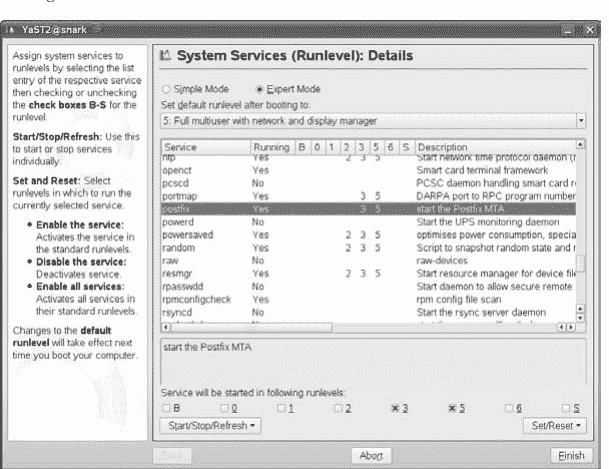 YaST2@snark
Assign system services to
runlevels by selecting the list
entry of the respective service
then checking or unchecking
the check boxes B-S for the
runlevel.
Start/Stop/Refresh: Use this
to start or stop services
individually.
Set and Reset: Select
runlevels in which to run the
currently selected service.
• Enable the service:
Activates the service in
the standard runlevels.
• Disable the service:
Deactivates service.
• Enable all services:
Activates all services in
their standard runlevels.
Changes to the default
runlevel will take effect next
time you boot your computer.
System Services (Runlevel): Details
Simple Mode Expert Mode
Set default runlevel after booting to:
5: Full multiuser with network and display manager
Service Running B 0 1 2 3 5 6 S Description
ntp Yes 2 3 5 Start network time protocol daemon (
openct Yes Smart card terminal framework
pcscd No PCSC daemon handling smart card r
portmap Yes 3 5 DARPA port to RPC program number
postfix Yes 3 5 start the Postfix MTA
powerd No Start the UPS monitoring daemon
powersaved Yes 2 3 5 optimises power consumption, specia
random Yes 2 3 5 Script to snapshot random state and r
raw No raw-devices
resmgr Yes 2 3 5 Start resource manager for device file
rpasswdd No Start daemon to allow secure remote
rpmconfigcheck Yes rpm config file scan
rsyncd No Start the rsync server daemon
start the Postfix MTA
Service will be started in following runlevels:
B 0 1 2 3 5 6 S
Start/Stop/Refresh Set/Reset
Back Abort Finish